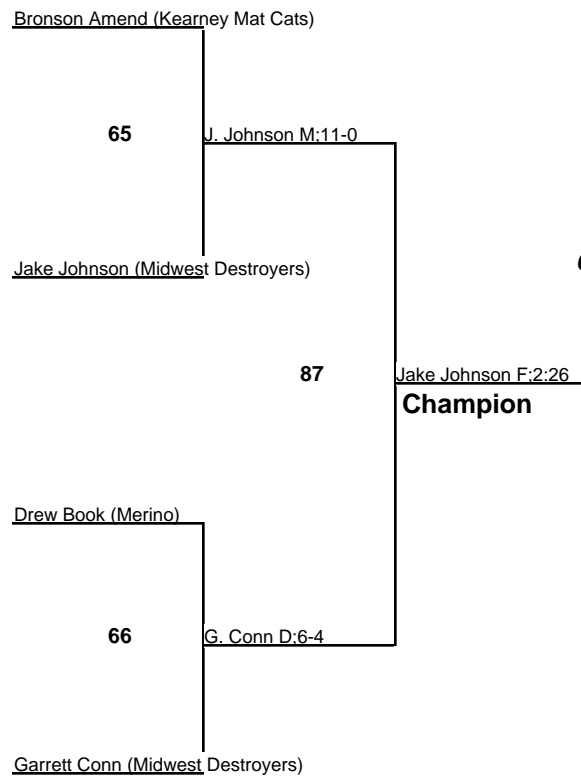 Bronson Amend (Kearney Mat Cats)
65
J. Johnson M;11-0
Jake Johnson (Midwest Destroyers)
87
Jake Johnson F;2:26
Champion
Drew Book (Merino)
66
G. Conn D;6-4
Garrett Conn (Midwest Destroyers)